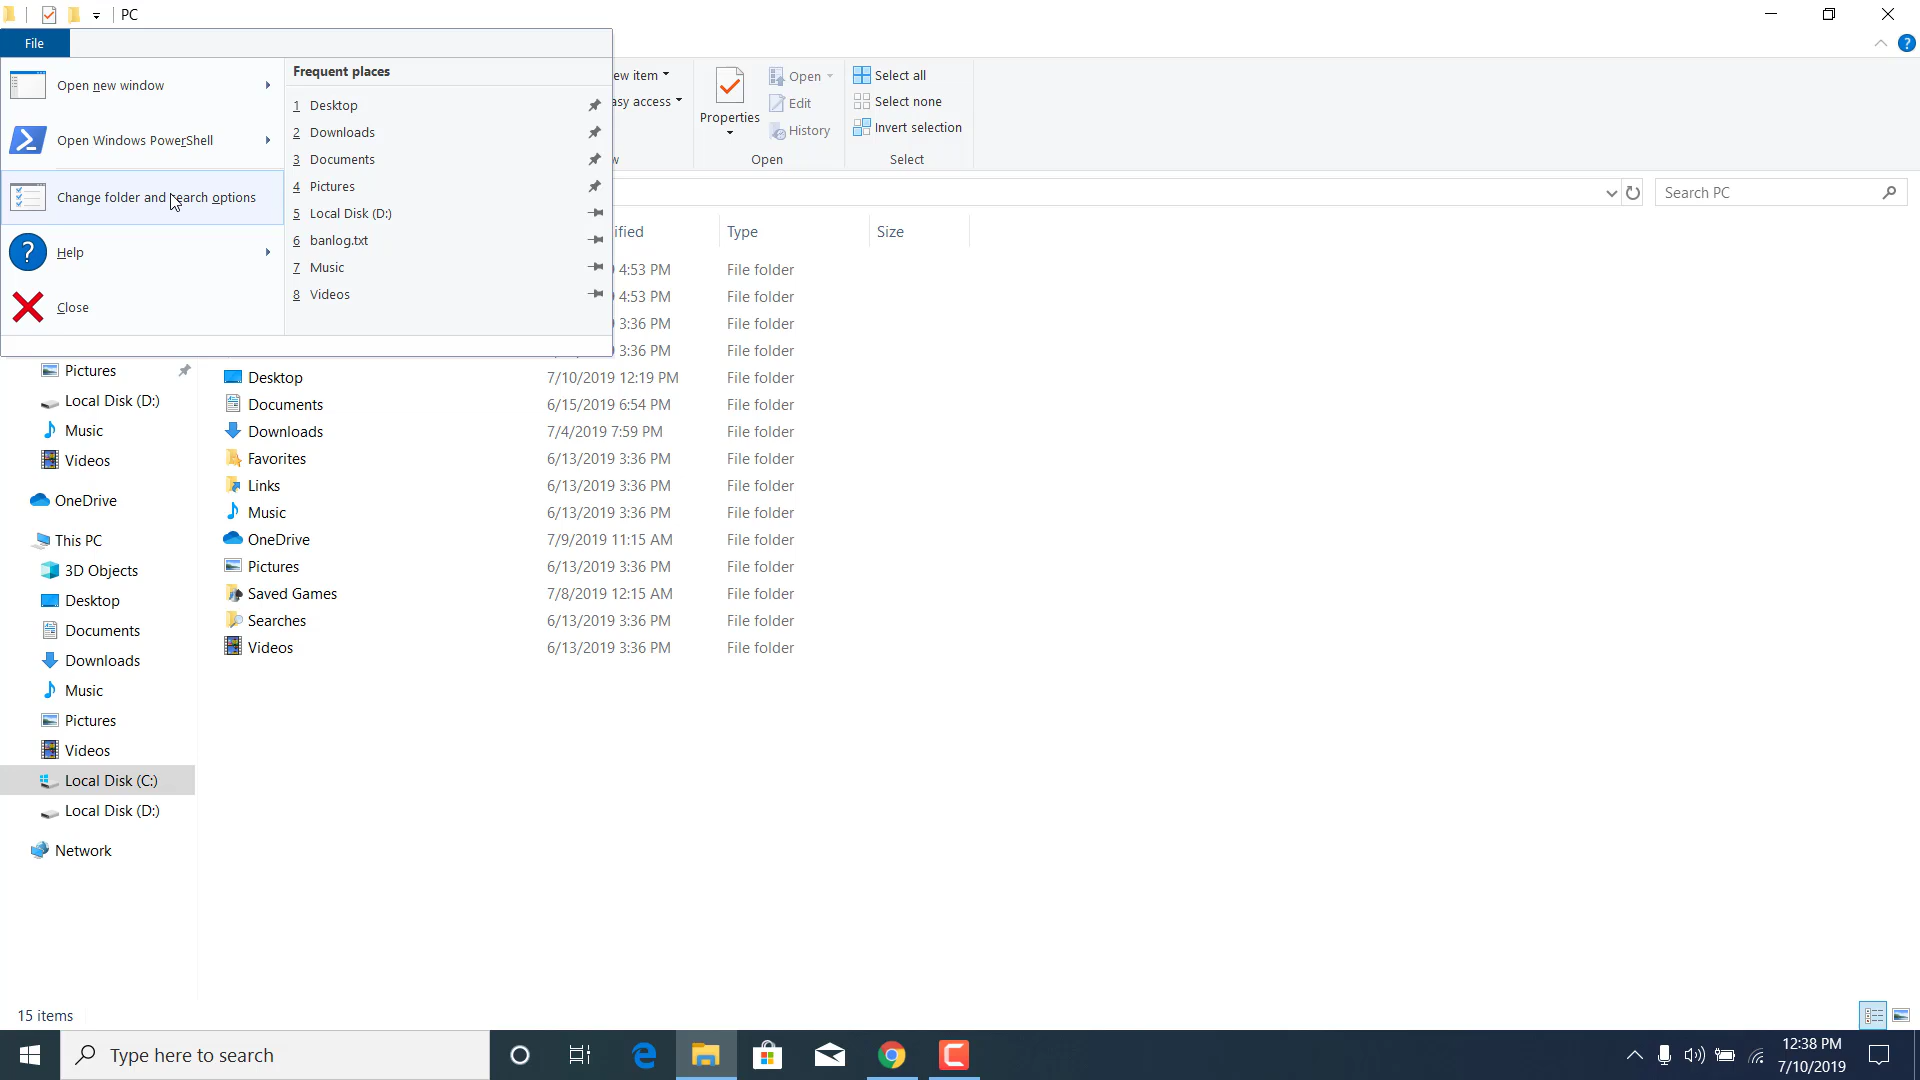 PC
File
Open new window
Open Windows PowerShell
Change folder and search options
Help
Close
Frequent places
1 Desktop
2 Downloads
3 Documents
4 Pictures
5 Local Disk (D:)
6 banlog.txt
7 Music
8 Videos
ew item
asy access
w
Properties
Open
Edit
History
Open
Select all
Select none
Invert selection
Select
Search PC
ified Type Size
4:53 PM File folder
4:53 PM File folder
3:36 PM File folder
3:36 PM File folder
Desktop 7/10/2019 12:19 PM File folder
Documents 6/15/2019 6:54 PM File folder
Downloads 7/4/2019 7:59 PM File folder
Favorites 6/13/2019 3:36 PM File folder
Links 6/13/2019 3:36 PM File folder
Music 6/13/2019 3:36 PM File folder
OneDrive 7/9/2019 11:15 AM File folder
Pictures 6/13/2019 3:36 PM File folder
Saved Games 7/8/2019 12:15 AM File folder
Searches 6/13/2019 3:36 PM File folder
Videos 6/13/2019 3:36 PM File folder
Pictures
Local Disk (D:)
Music
Videos
OneDrive
This PC
3D Objects
Desktop
Documents
Downloads
Music
Pictures
Videos
Local Disk (C:)
Local Disk (D:)
Network
15 items
Type here to search
12:38 PM
7/10/2019